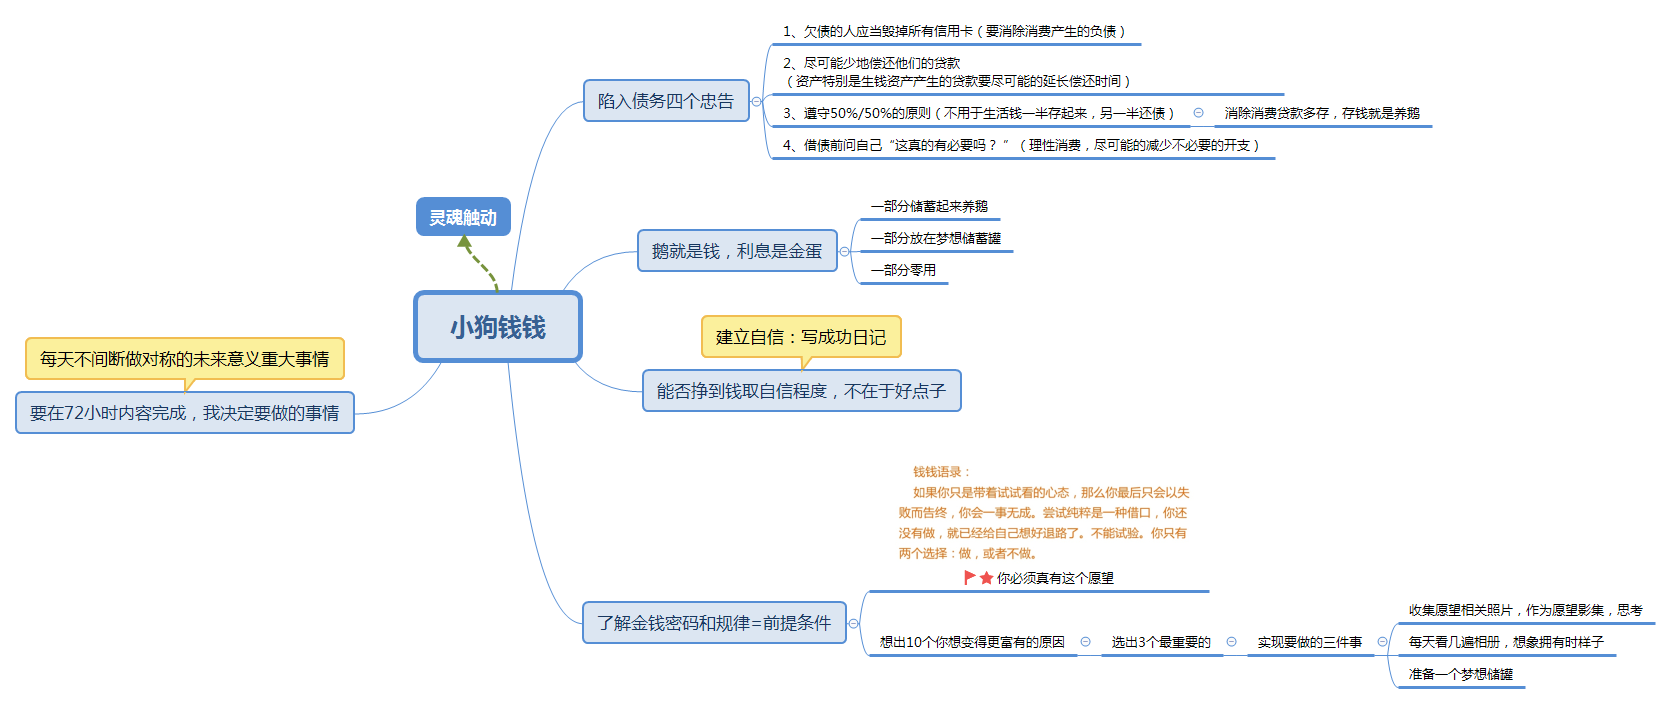 1、欠债的人应当毁掉所有信用卡（要消除消费产生的负债）
2、尽可能少地偿还他们的贷款
（资产特别是生钱资产产生的贷款要尽可能的延长偿还时间）
陷入债务四个忠告
3、遵守50%/50%的原则（不用于生活钱一半存起来，另一半还债）
消除消费贷款多存，存钱就是养鹅
4、借债前问自己“这真的有必要吗？”（理性消费，尽可能的减少不必要的开支）
灵魂触动
一部分储蓄起来养鹅
鹅就是钱，利息是金蛋
一部分放在梦想储蓄罐
一部分零用
小狗钱钱
建立自信：写成功日记
能否挣到钱取自信程度，不在于好点子
每天不间断做对称的未来意义重大事情
要在72小时内容完成，我决定要做的事情
钱钱语录：
如果你只是带着试试看的心态，那么你最后只会以失
败而告终，你会一事无成。尝试纯粹是一种借口，你还
没有做，就已经给自己想好退路了。不能试验。你只有
两个选择：做，或者不做。
你必须真有这个愿望
了解金钱密码和规律=前提条件
想出10个你想变得更富有的原因
选出3个最重要的
实现要做的三件事
收集愿望相关照片，作为愿望影集，思考
每天看几遍相册，想象拥有时样子
准备一个梦想储罐